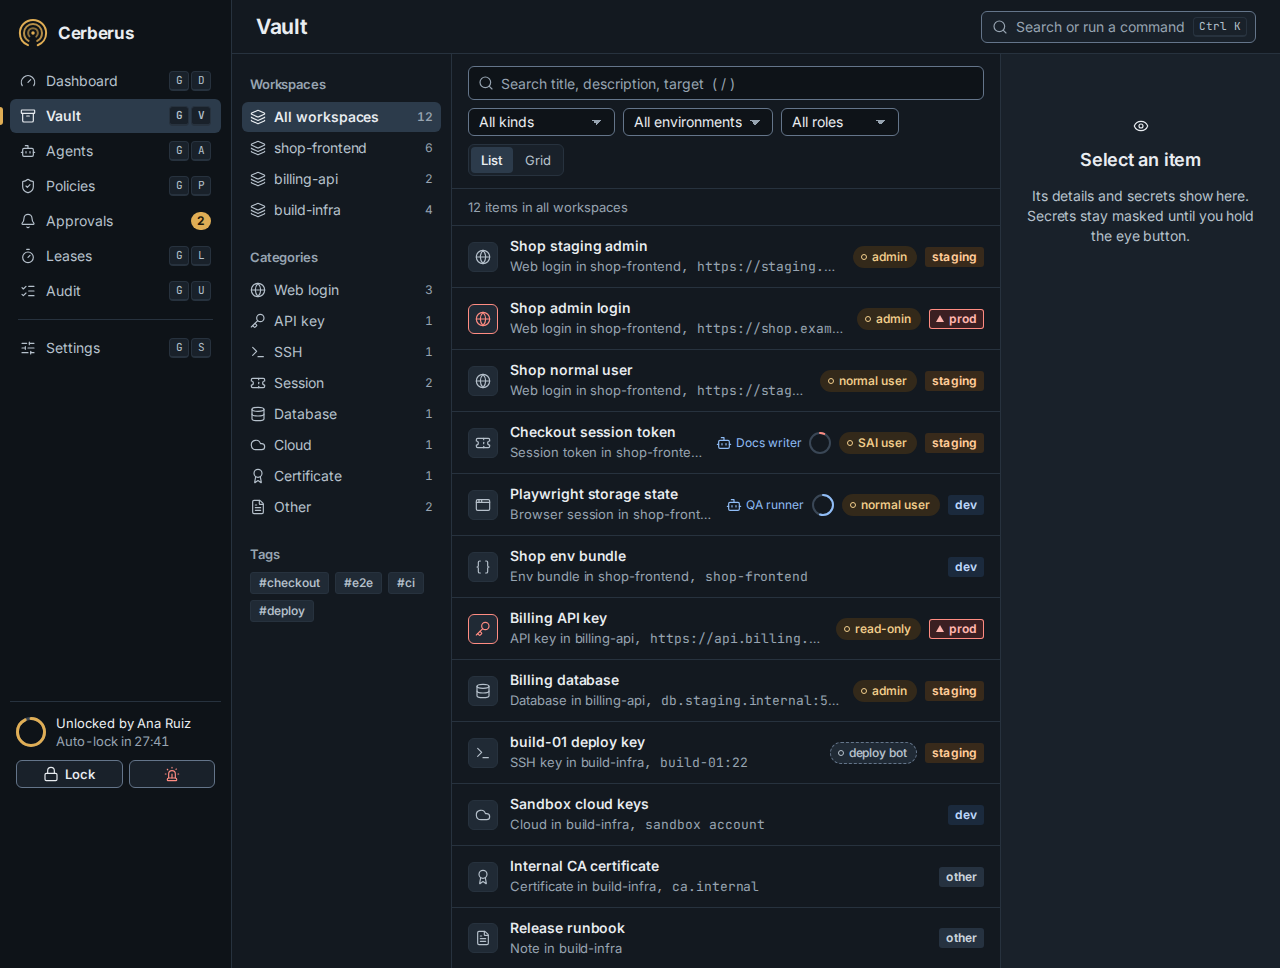 Cerberus
Dashboard G D
Vault G V
Agents G A
Policies G P
Approvals 2
Leases G L
Audit G U
Settings G S
Unlocked by Ana Ruiz
Auto-lock in 27:41
Lock
Vault
Search or run a command Ctrl K
Workspaces
All workspaces 12
shop-frontend 6
billing-api 2
build-infra 4
Categories
Web login 3
API key 1
SSH 1
Session 2
Database 1
Cloud 1
Certificate 1
Other 2
Tags
#checkout #e2e #ci
#deploy
Search title, description, target ( / )
All kinds All environments All roles
List Grid
12 items in all workspaces
Shop staging admin
Web login in shop-frontend, https://staging.… admin staging
Shop admin login
Web login in shop-frontend, https://shop.exam… admin prod
Shop normal user
Web login in shop-frontend, https://stag… normal user staging
Checkout session token
Session token in shop-fronte… Docs writer SAI user staging
Playwright storage state
Browser session in shop-front… QA runner normal user dev
Shop env bundle
Env bundle in shop-frontend, shop-frontend dev
Billing API key
API key in billing-api, https://api.billing.… read-only prod
Billing database
Database in billing-api, db.staging.internal:5… admin staging
build-01 deploy key
SSH key in build-infra, build-01:22 deploy bot staging
Sandbox cloud keys
Cloud in build-infra, sandbox account dev
Internal CA certificate
Certificate in build-infra, ca.internal other
Release runbook
Note in build-infra other
Select an item
Its details and secrets show here.
Secrets stay masked until you hold
the eye button.